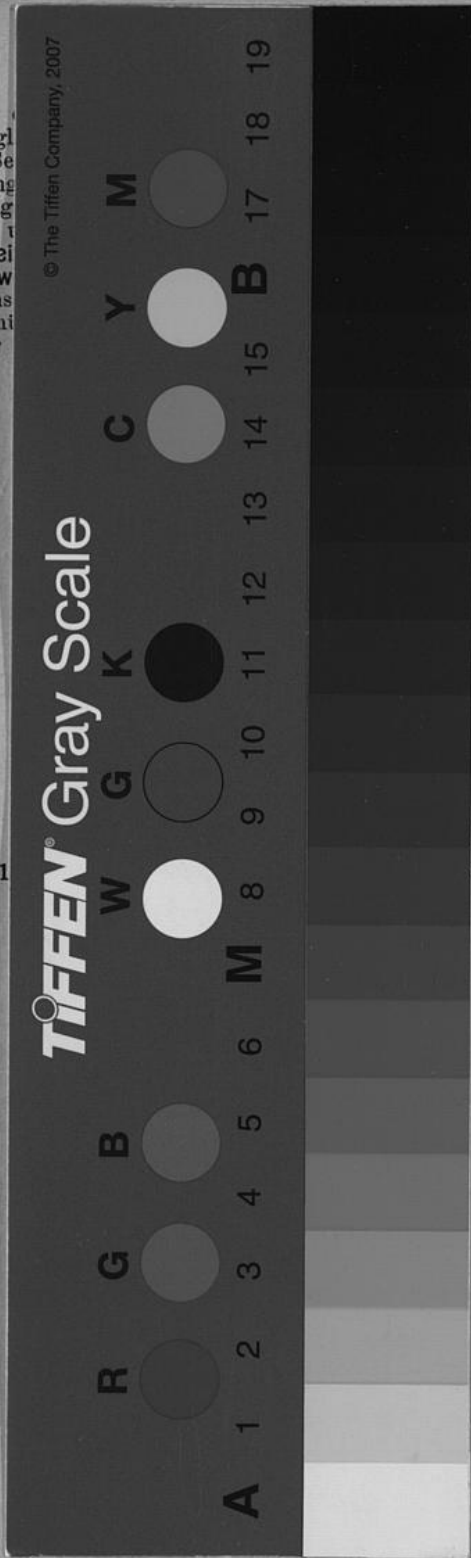 © The Tiffen Company, 2007
TIFFEN® Gray Scale
R G B W G K C Y M
A 1 2 3 4 5 6 M 8 9 10 11 12 13 14 15 B 17 18 19